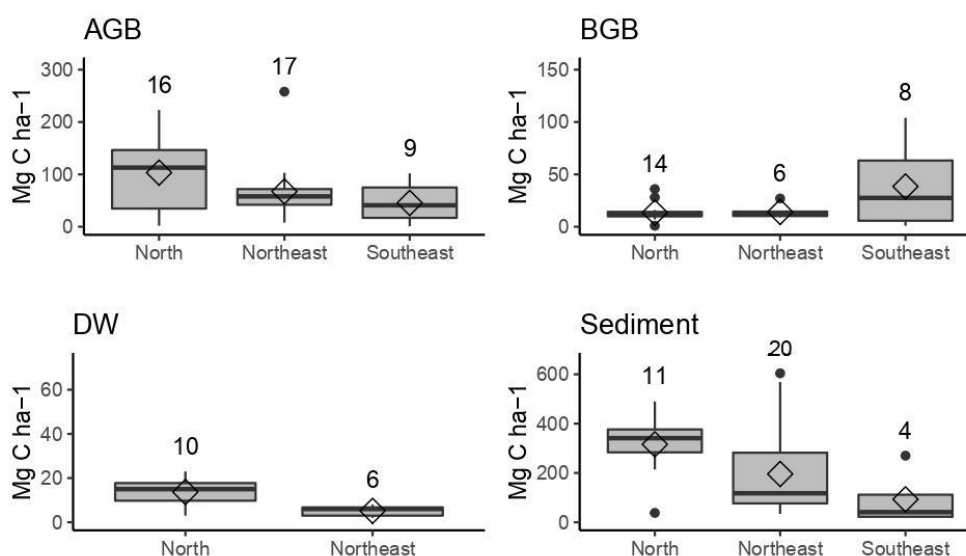 AGB
Mg C ha−1
300
200
100
0
16
17
9
North
Northeast
Southeast
BGB
Mg C ha−1
150
100
50
0
14
6
8
North
Northeast
Southeast
DW
Mg C ha−1
60
40
20
0
10
6
North
Northeast
Sediment
Mg C ha−1
600
400
200
0
11
20
4
North
Northeast
Southeast